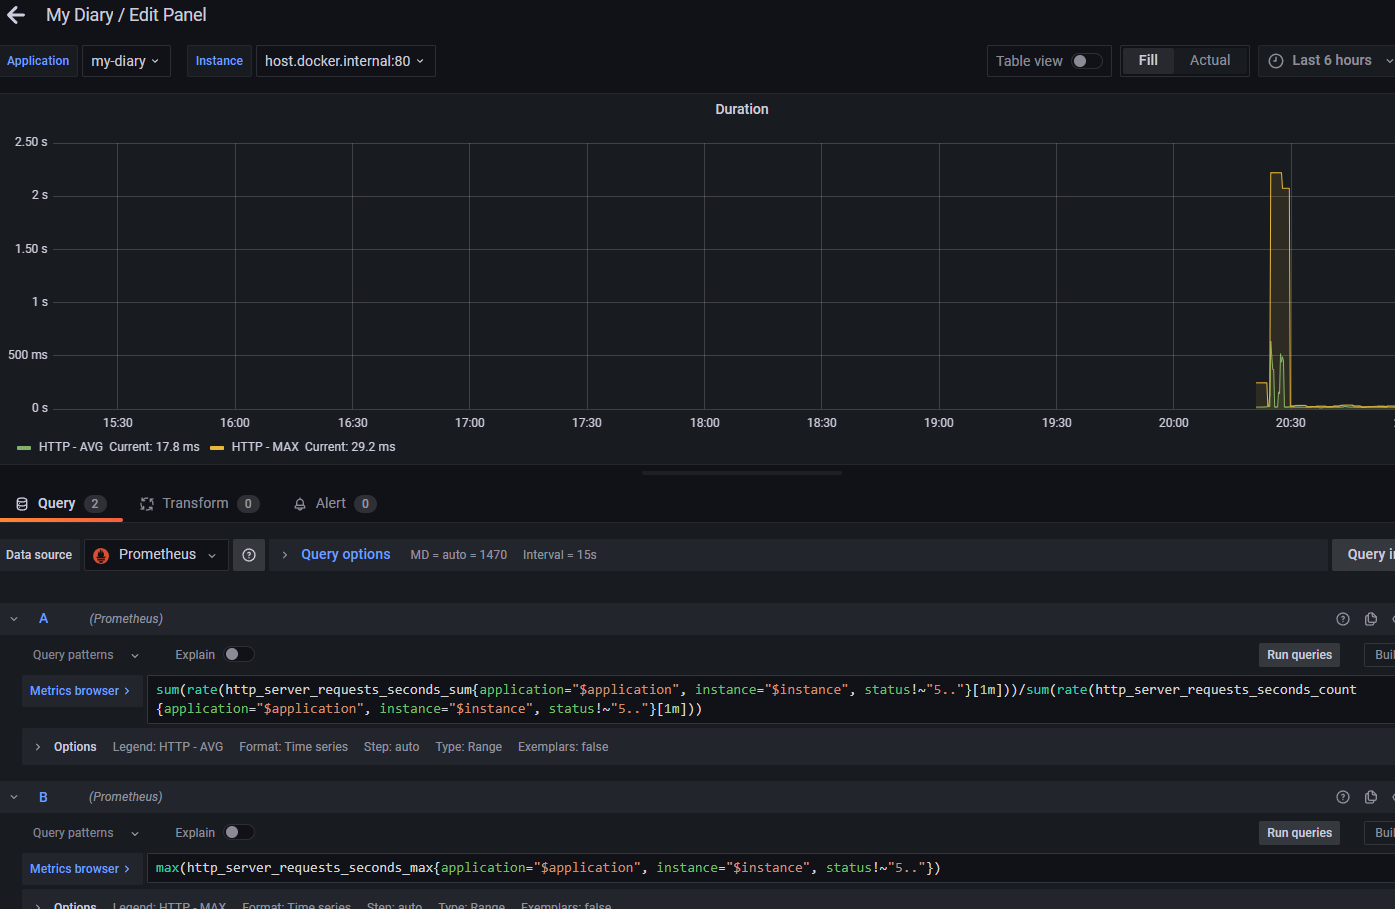 My Diary / Edit Panel
Application my-diary Instance host.docker.internal:80 Table view Fill Actual Last 6 hours
Duration
2.50 s
2 s
1.50 s
1 s
500 ms
0 s
15:30 16:00 16:30 17:00 17:30 18:00 18:30 19:00 19:30 20:00 20:30
HTTP - AVG Current: 17.8 ms HTTP - MAX Current: 29.2 ms
Query 2 Transform 0 Alert 0
Data source Prometheus Query options MD = auto = 1470 Interval = 15s Query
A (Prometheus)
Query patterns Explain Run queries
Metrics browser > sum(rate(http_server_requests_seconds_sum{application="$application", instance="$instance", status!~"5.."}[1m]))/sum(rate(http_server_requests_seconds_count
{application="$application", instance="$instance", status!~"5.."}[1m]))
Options Legend: HTTP - AVG Format: Time series Step: auto Type: Range Exemplars: false
B (Prometheus)
Query patterns Explain Run queries
Metrics browser > max(http_server_requests_seconds_max{application="$application", instance="$instance", status!~"5.."})
Options Legend: HTTP - MAX Format: Time series Step: auto Type: Range Exemplars: false